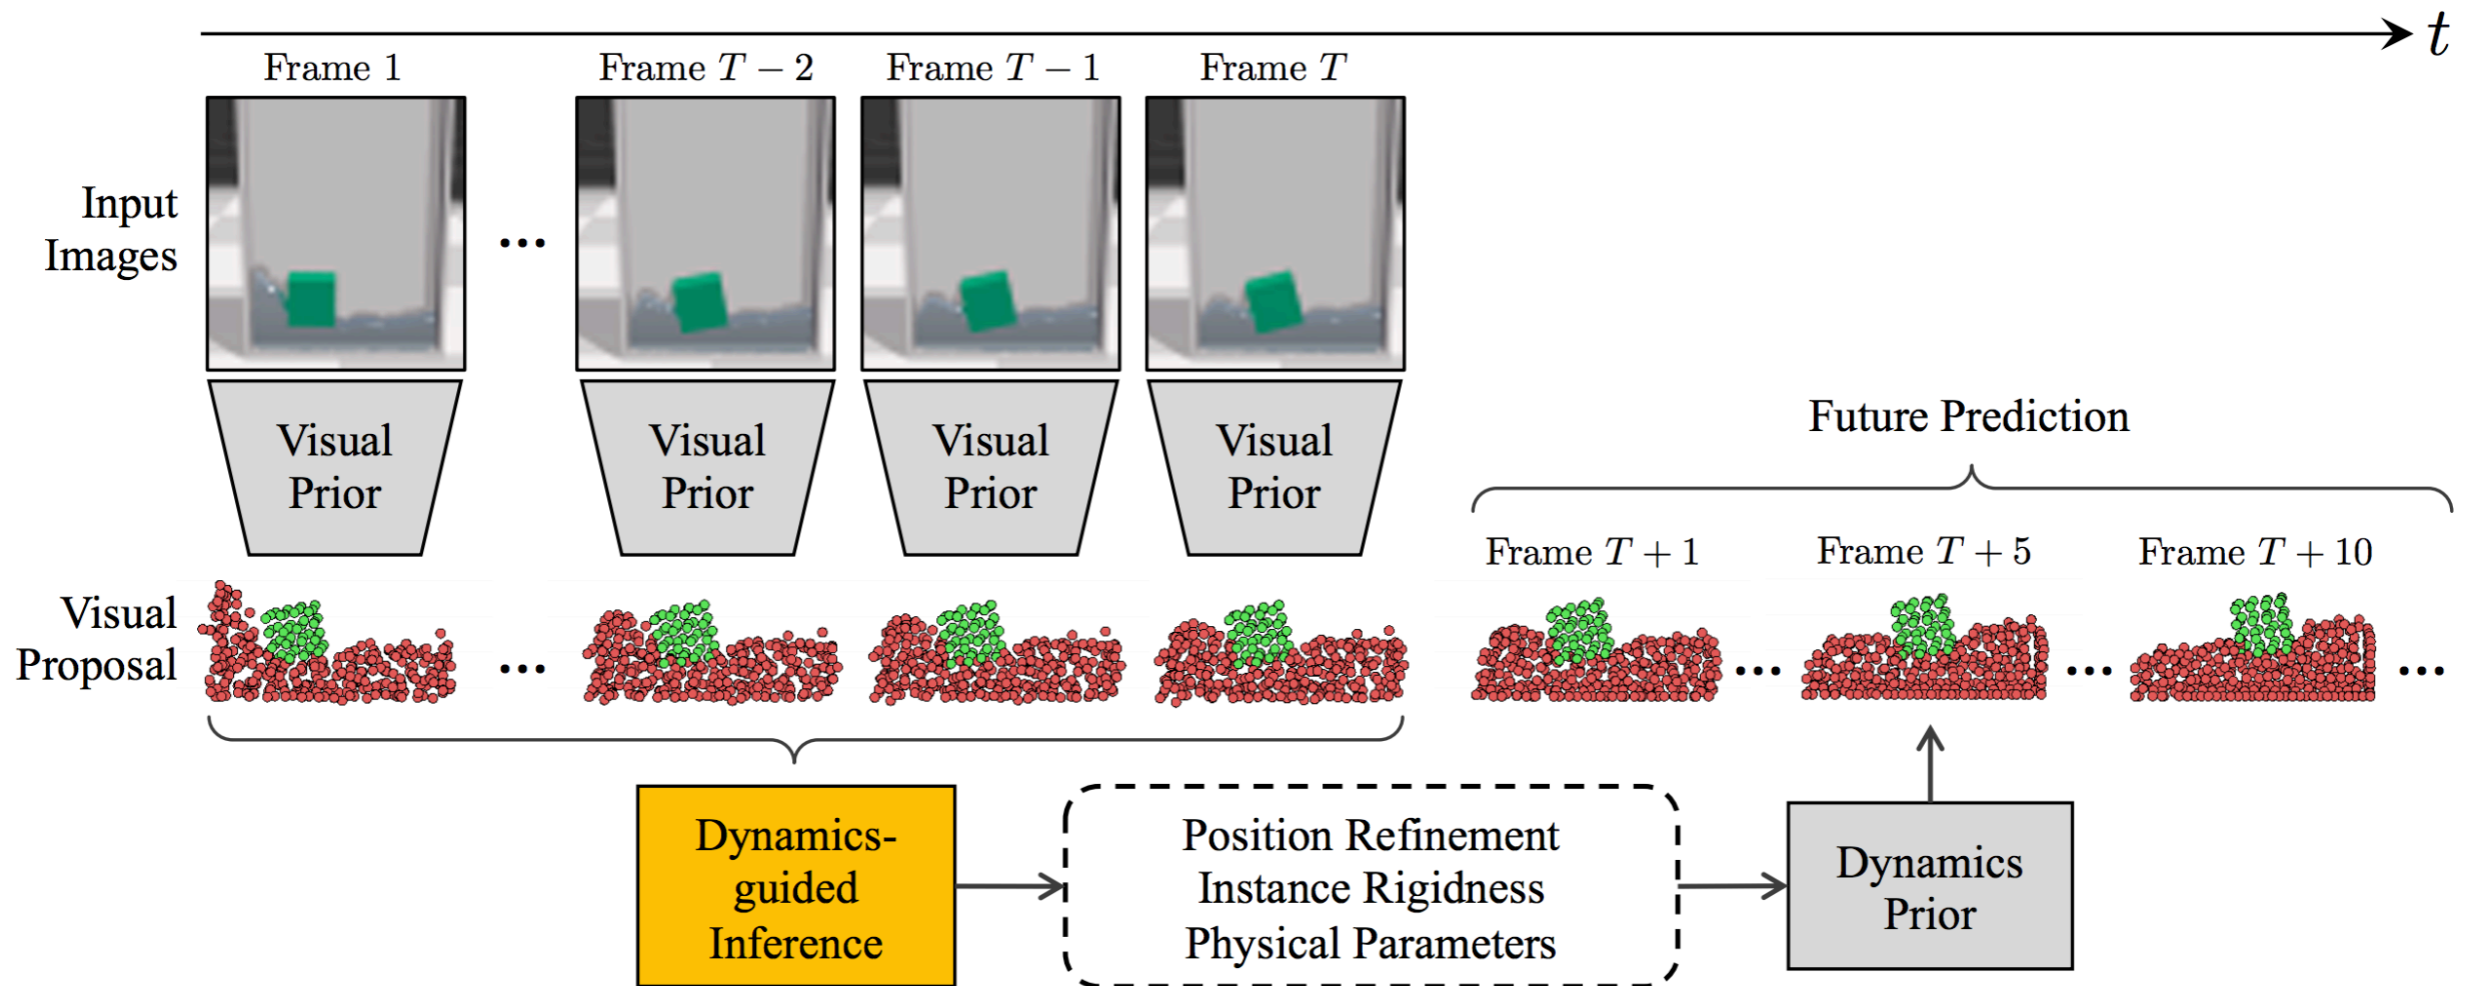 t
Frame 1
Frame T − 2
Frame T − 1
Frame T
Input
Images
...
Visual
Prior
Visual
Prior
Visual
Prior
Visual
Prior
Future Prediction
Frame T + 1
Frame T + 5
Frame T + 10
Visual
Proposal
...
...
...
...
Dynamics-
guided
Inference
Position Refinement
Instance Rigidness
Physical Parameters
Dynamics
Prior